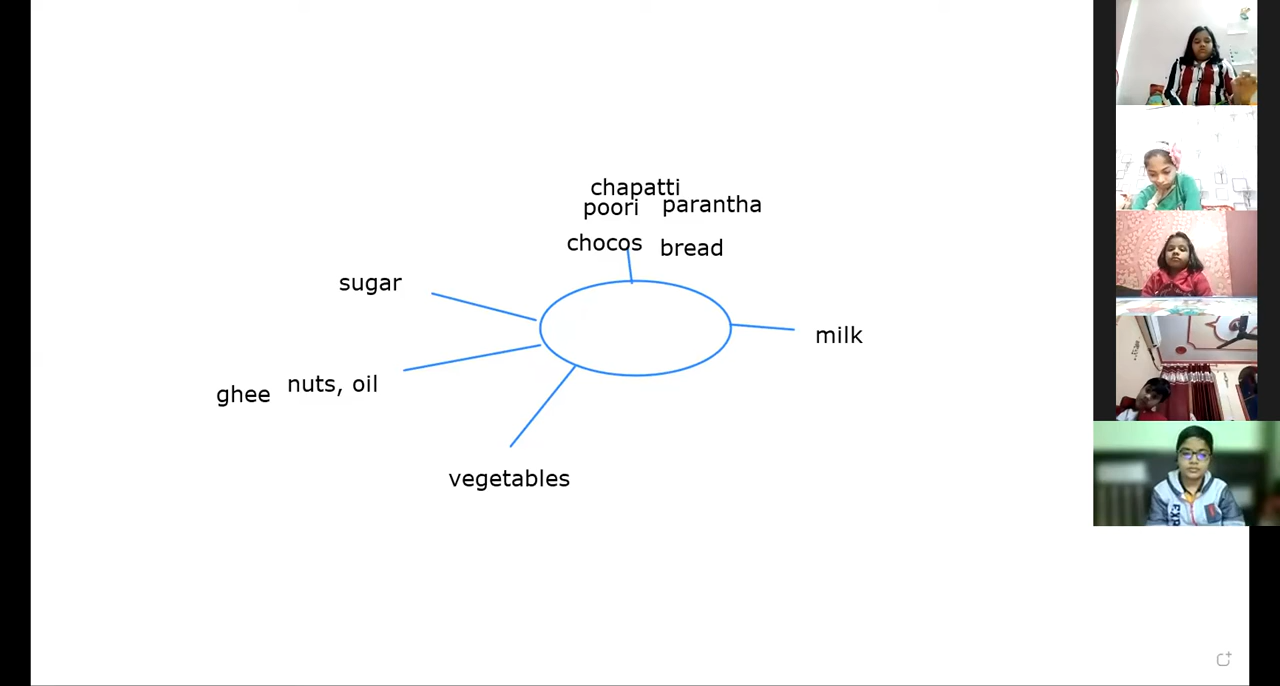 chapatti
poori parantha
chocos bread
sugar
milk
ghee nuts, oil
vegetables